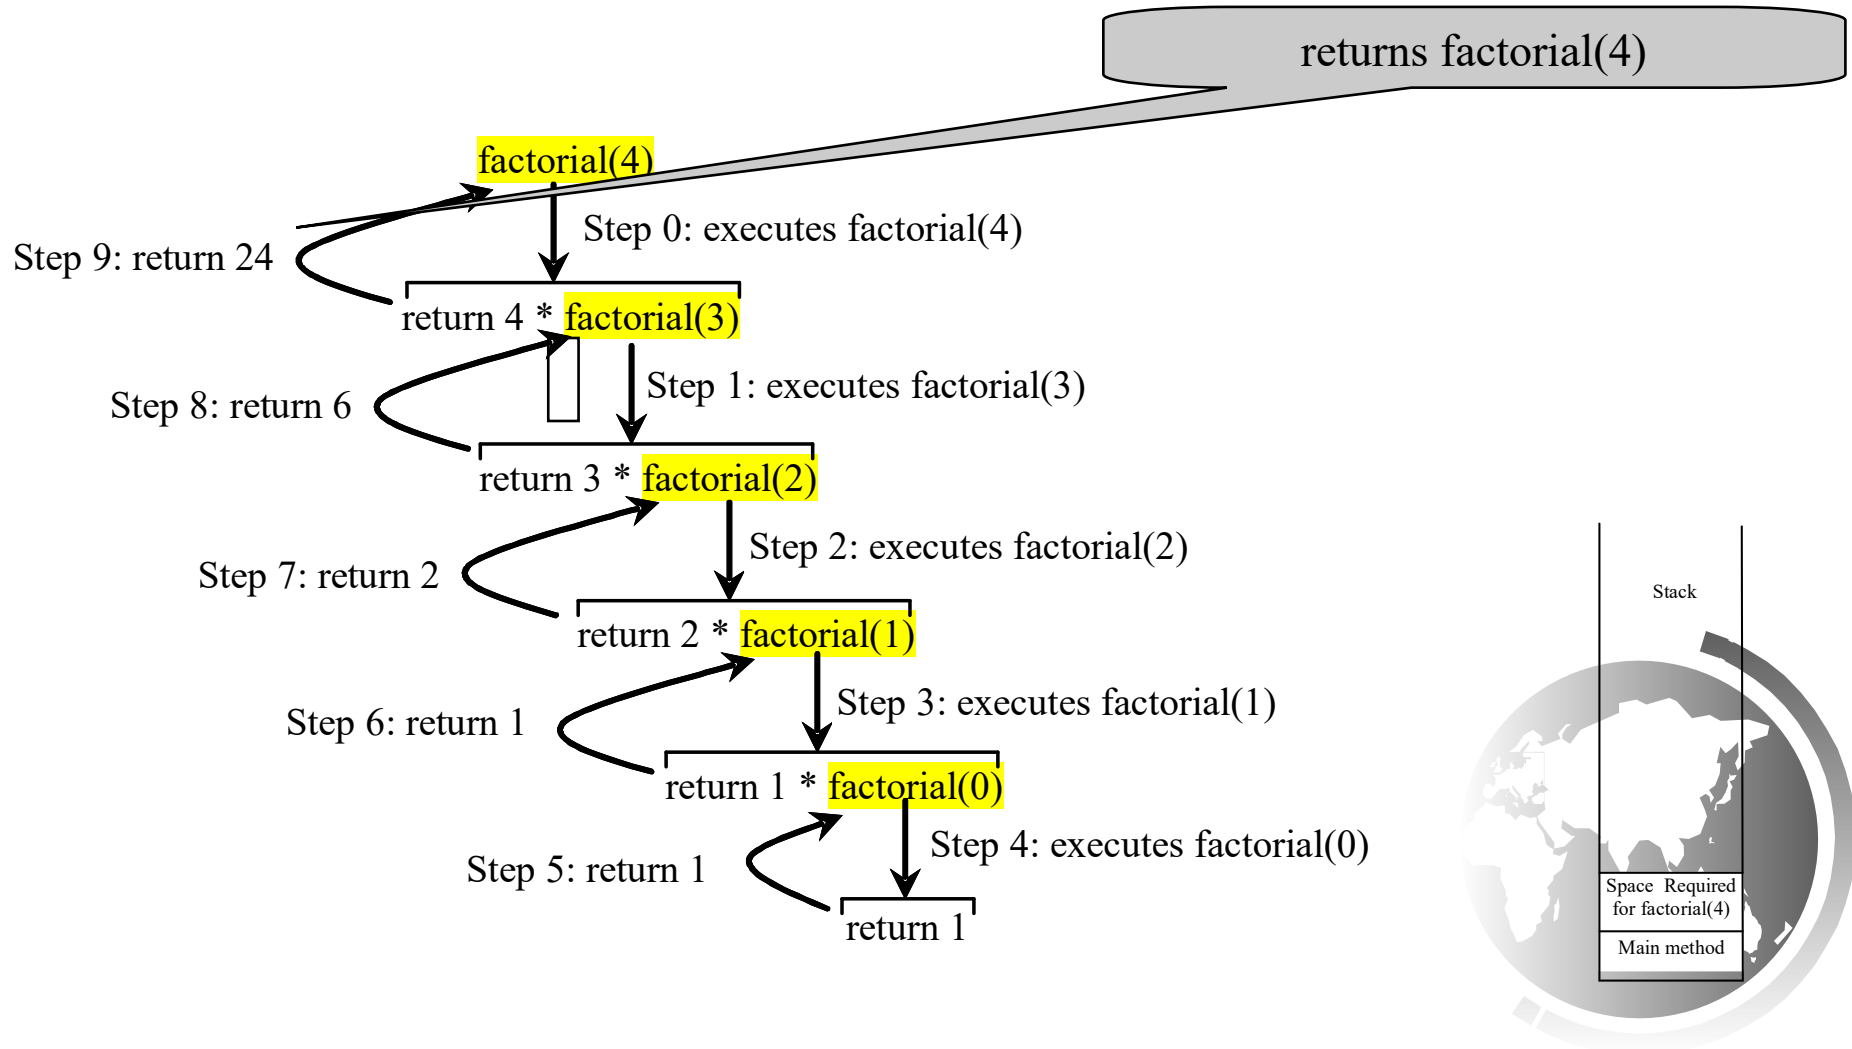 returns factorial(4)
factorial(4)
Step 0: executes factorial(4)
Step 9: return 24
return 4 * factorial(3)
Step 1: executes factorial(3)
Step 8: return 6
return 3 * factorial(2)
Step 2: executes factorial(2)
Step 7: return 2
return 2 * factorial(1)
Step 3: executes factorial(1)
Step 6: return 1
return 1 * factorial(0)
Step 4: executes factorial(0)
Step 5: return 1
return 1
Stack
Space Required
for factorial(4)
Main method